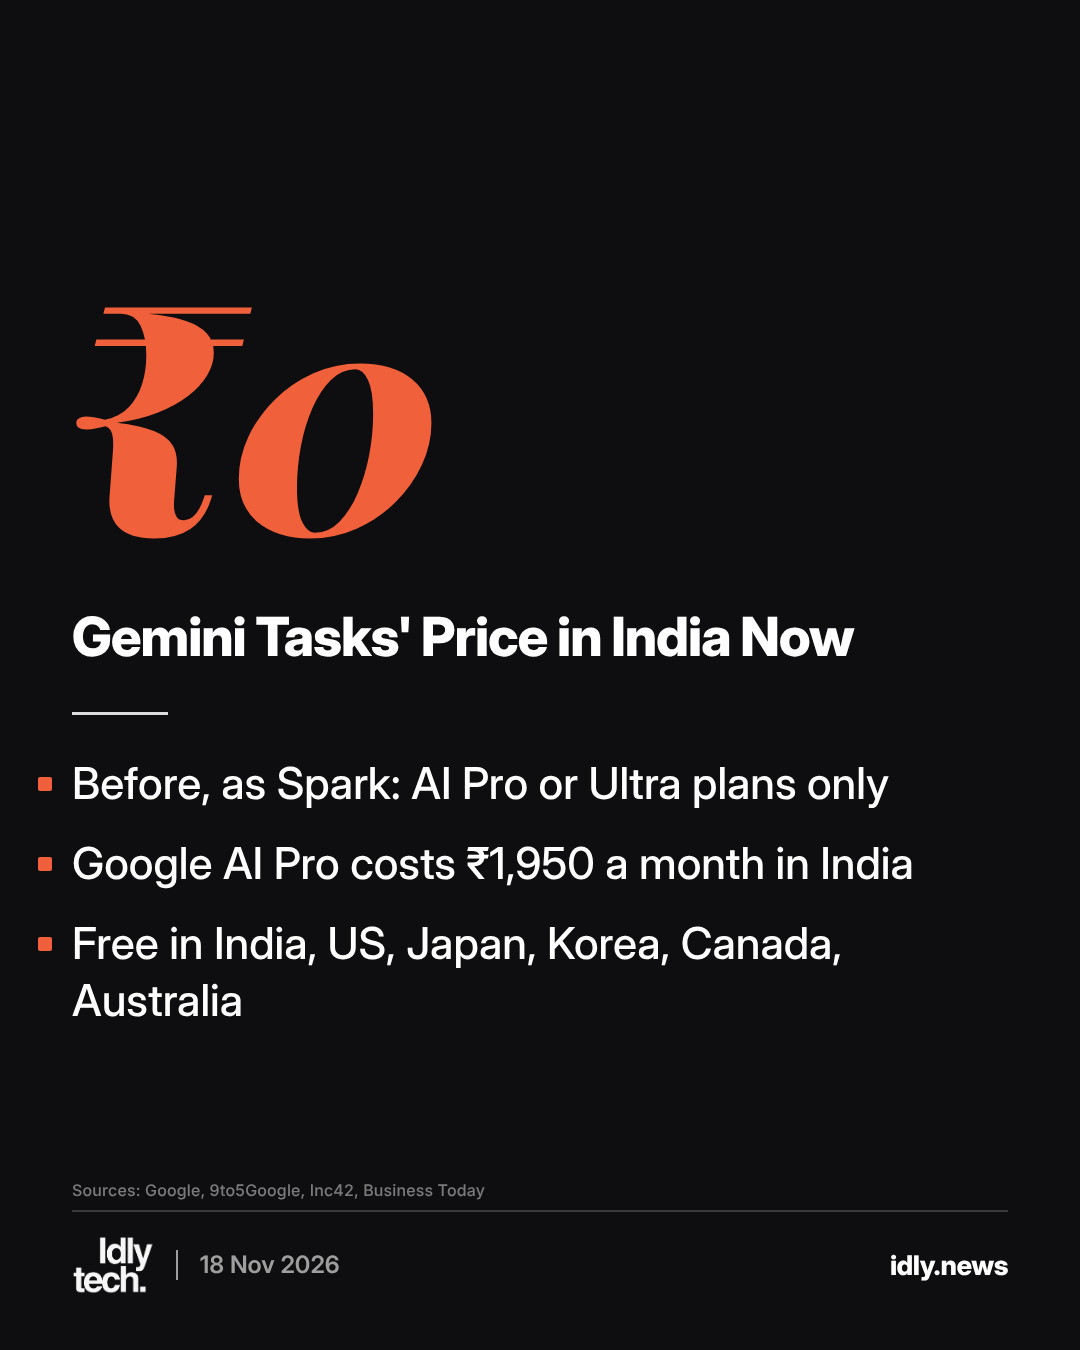 ₹0
Gemini Tasks' Price in India Now
Before, as Spark: AI Pro or Ultra plans only
Google AI Pro costs ₹1,950 a month in India
Free in India, US, Japan, Korea, Canada,
Australia
Sources: Google, 9to5Google, Inc42, Business Today
Idly
tech.
18 Nov 2026
idly.news